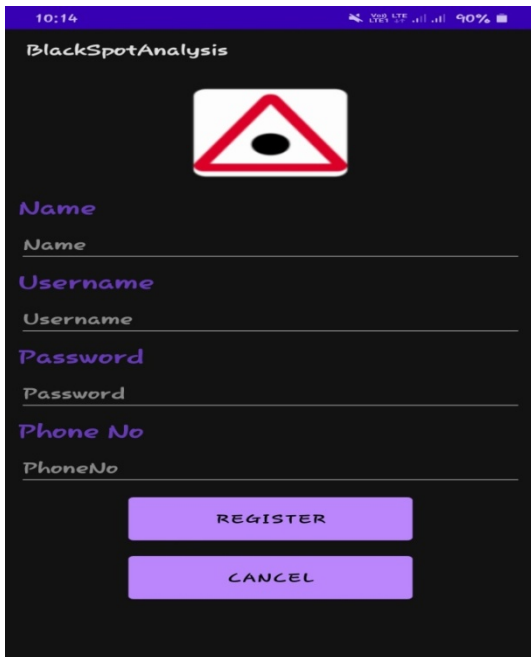 10:14 90%
BlackSpotAnalysis
Name
Name
Username
Username
Password
Password
Phone No
PhoneNo
REGISTER
CANCEL